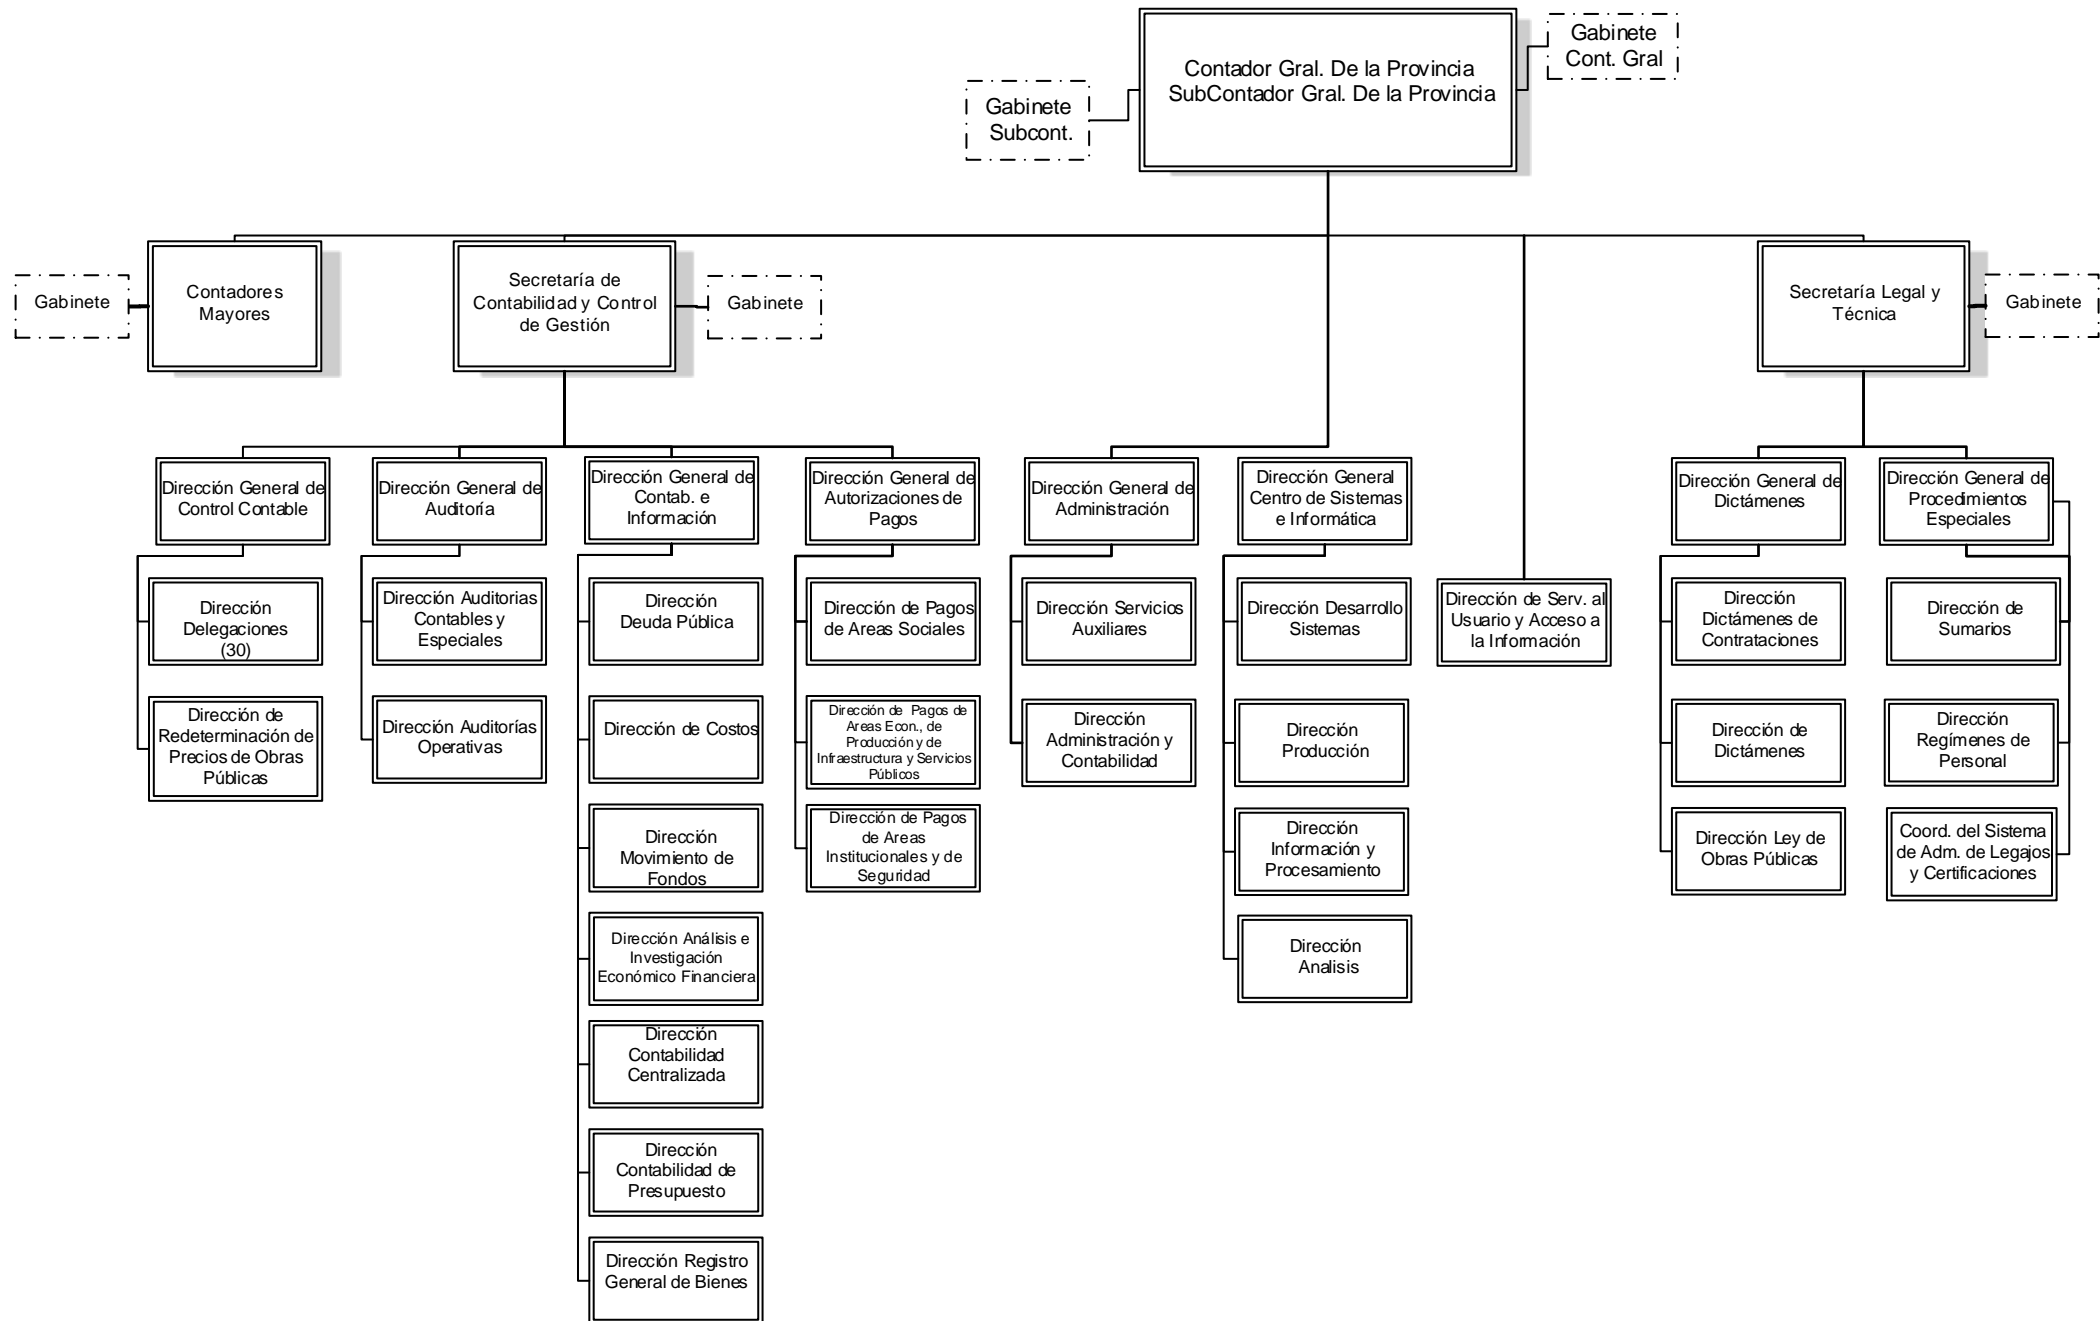 Gabinete
Cont. Gral
Contador Gral. De la Provincia
SubContador Gral. De la Provincia
Gabinete
Subcont.
Gabinete
Contadores
Mayores
Secretaría de
Contabilidad y Control
de Gestión
Gabinete
Secretaría Legal y
Técnica
Gabinete
Dirección General de
Control Contable
Dirección General de
Auditoría
Dirección General de
Contab. e
Información
Dirección General de
Autorizaciones de
Pagos
Dirección General de
Administración
Dirección General
Centro de Sistemas
e Informática
Dirección General de
Dictámenes
Dirección General de
Procedimientos
Especiales
Dirección
Delegaciones
(30)
Dirección Auditorias
Contables y
Especiales
Dirección
Deuda Pública
Dirección de Pagos
de Areas Sociales
Dirección Servicios
Auxiliares
Dirección Desarrollo
Sistemas
Dirección de Serv. al
Usuario y Acceso a
la Información
Dirección
Dictámenes de
Contrataciones
Dirección de
Sumarios
Dirección de
Redeterminación de
Precios de Obras
Públicas
Dirección Auditorías
Operativas
Dirección de Costos
Dirección de Pagos de
Areas Econ., de
Producción y de
Infraestructura y Servicios
Públicos
Dirección
Administración y
Contabilidad
Dirección
Producción
Dirección de
Dictámenes
Dirección
Regímenes de
Personal
Dirección
Movimiento de
Fondos
Dirección de Pagos
de Areas
Institucionales y de
Seguridad
Dirección
Información y
Procesamiento
Dirección Ley de
Obras Públicas
Coord. del Sistema
de Adm. de Legajos
y Certificaciones
Dirección Análisis e
Investigación
Económico Financiera
Dirección
Analisis
Dirección
Contabilidad
Centralizada
Dirección
Contabilidad de
Presupuesto
Dirección Registro
General de Bienes